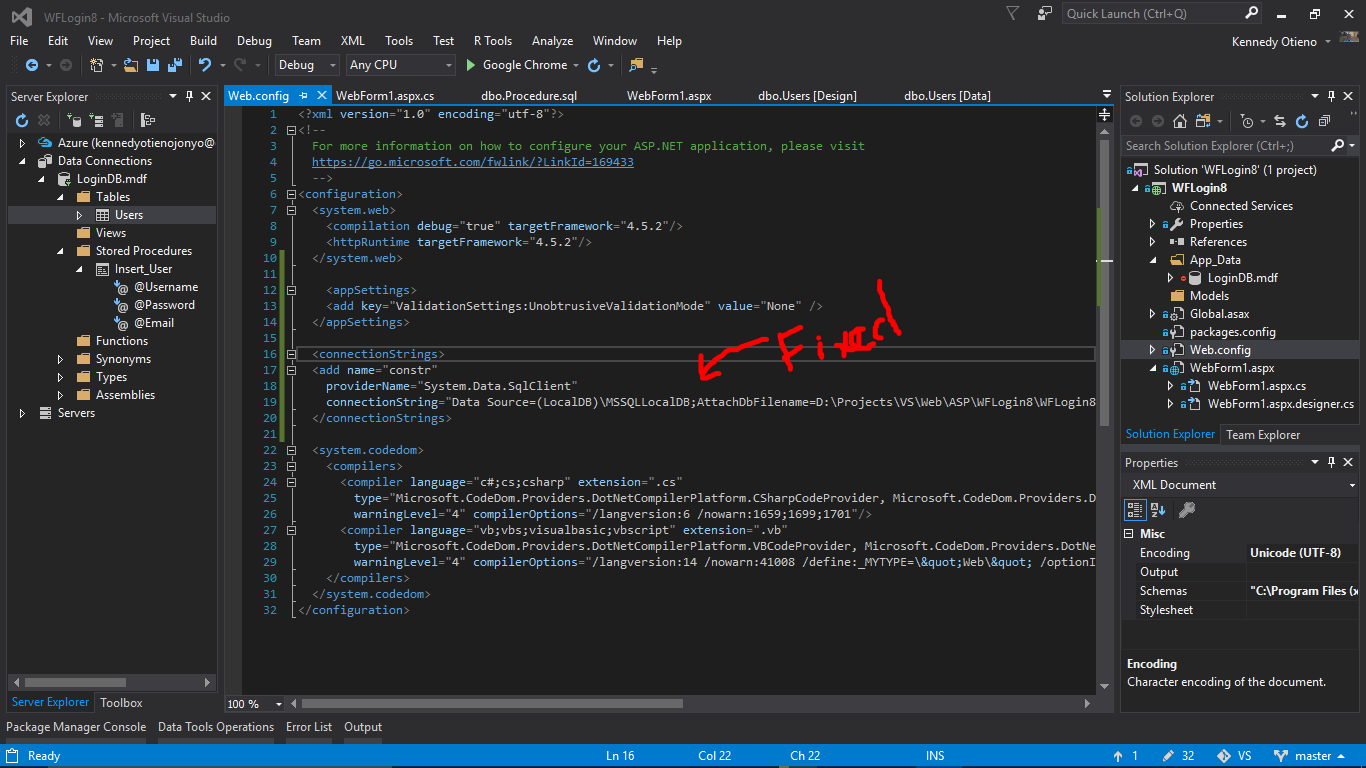 WFLogin8 - Microsoft Visual Studio
Quick Launch (Ctrl+Q)
File Edit View Project Build Debug Team XML Tools Test R Tools Analyze Window Help
Kennedy Otieno
Debug Any CPU Google Chrome
Server Explorer
Azure (kennedyotienojonyo@
Data Connections
LoginDB.mdf
Tables
Users
Views
Stored Procedures
Insert_User
@Username
@Password
@Email
Functions
Synonyms
Types
Assemblies
Servers
Server Explorer Toolbox
Web.config WebForm1.aspx.cs dbo.Procedure.sql WebForm1.aspx dbo.Users [Design] dbo.Users [Data]
1 <?xml version="1.0" encoding="utf-8"?>
2 <!--
3 For more information on how to configure your ASP.NET application, please visit
4 https://go.microsoft.com/fwlink/?LinkId=169433
5 -->
6 <configuration>
7 <system.web>
8 <compilation debug="true" targetFramework="4.5.2"/>
9 <httpRuntime targetFramework="4.5.2"/>
10 </system.web>
11
12 <appSettings>
13 <add key="ValidationSettings:UnobtrusiveValidationMode" value="None" />
14 </appSettings>
15
16 <connectionStrings>
17 <add name="constr"
18 providerName="System.Data.SqlClient"
19 connectionString="Data Source=(LocalDB)\MSSQLLocalDB;AttachDbFilename=D:\Projects\VS\Web\ASP\WFLogin8\WFLogin8
20 </connectionStrings>
21
22 <system.codedom>
23 <compilers>
24 <compiler language="c#;cs;csharp" extension=".cs"
25 type="Microsoft.CodeDom.Providers.DotNetCompilerPlatform.CSharpCodeProvider, Microsoft.CodeDom.Providers.D
26 warningLevel="4" compilerOptions="/langversion:6 /nowarn:1659;1699;1701"/>
27 <compiler language="vb;vbs;visualbasic;vbscript" extension=".vb"
28 type="Microsoft.CodeDom.Providers.DotNetCompilerPlatform.VBCodeProvider, Microsoft.CodeDom.Providers.DotNe
29 warningLevel="4" compilerOptions="/langversion:14 /nowarn:41008 /define:_MYTYPE=\&quot;Web\&quot; /optionI
30 </compilers>
31 </system.codedom>
32 </configuration>
Fixed
100 %
Solution Explorer
Search Solution Explorer (Ctrl+;)
Solution 'WFLogin8' (1 project)
WFLogin8
Connected Services
Properties
References
App_Data
LoginDB.mdf
Models
Global.asax
packages.config
Web.config
WebForm1.aspx
WebForm1.aspx.cs
WebForm1.aspx.designer.cs
Solution Explorer Team Explorer
Properties
XML Document
Misc
Encoding Unicode (UTF-8)
Output
Schemas "C:\Program Files (x
Stylesheet
Encoding
Character encoding of the document.
Package Manager Console Data Tools Operations Error List Output
Ready Ln 16 Col 22 Ch 22 INS 1 32 VS master